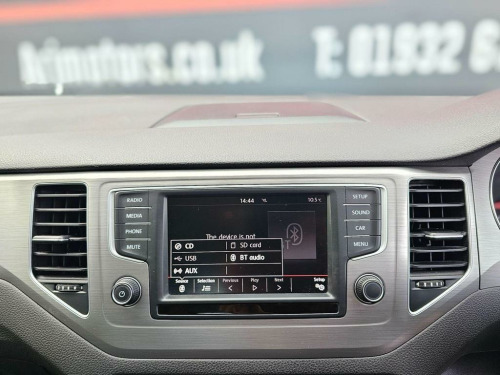 Acjmotors.co.uk T: 01932 6
RADIO
MEDIA
PHONE
MUTE
14:44 10.5°c
The device is not
CD SD card
USB BT audio
AUX
Source Selection Previous Play Next Setup
SETUP
SOUND
CAR
MENU